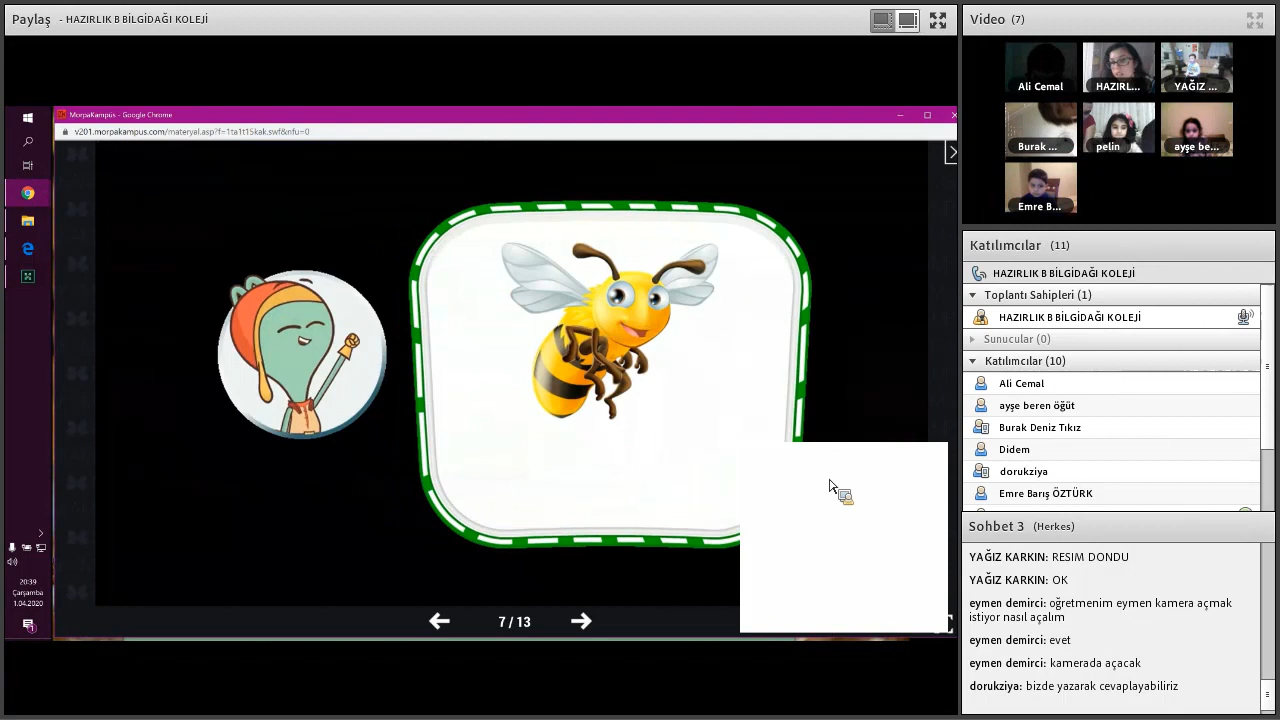 Paylaş - HAZIRLIK B BİLGİDAĞI KOLEJİ
MorpaKampüs - Google Chrome
v201.morpakampus.com/materyal.asp?f=1ta1t15kak.swf&nfu=0
7 / 13
20:39
Çarşamba
1.04.2020
Video (7)
Ali Cemal
HAZIRL...
YAĞIZ ...
Burak ...
pelin
ayşe be...
Emre B...
Katılımcılar (11)
HAZIRLIK B BİLGİDAĞI KOLEJİ
Toplantı Sahipleri (1)
HAZIRLIK B BİLGİDAĞI KOLEJİ
Sunucular (0)
Katılımcılar (10)
Ali Cemal
ayşe beren öğüt
Burak Deniz Tıkız
Didem
dorukziya
Emre Barış ÖZTÜRK
Sohbet 3 (Herkes)
YAĞIZ KARKIN: RESIM DONDU
YAĞIZ KARKIN: OK
eymen demirci: oğretmenim eymen kamera açmak
istiyor nasıl açalım
eymen demirci: evet
eymen demirci: kamerada açacak
dorukziya: bizde yazarak cevaplayabiliriz